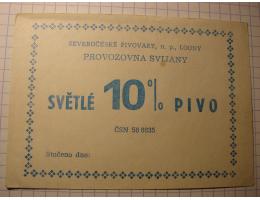 SEVEROČESKÉ PIVOVARY, n. p., LOUNY
PROVOZOVNA SVIJANY
SVĚTLÉ 10% PIVO
ČSN 56 6635
Stočeno dne: